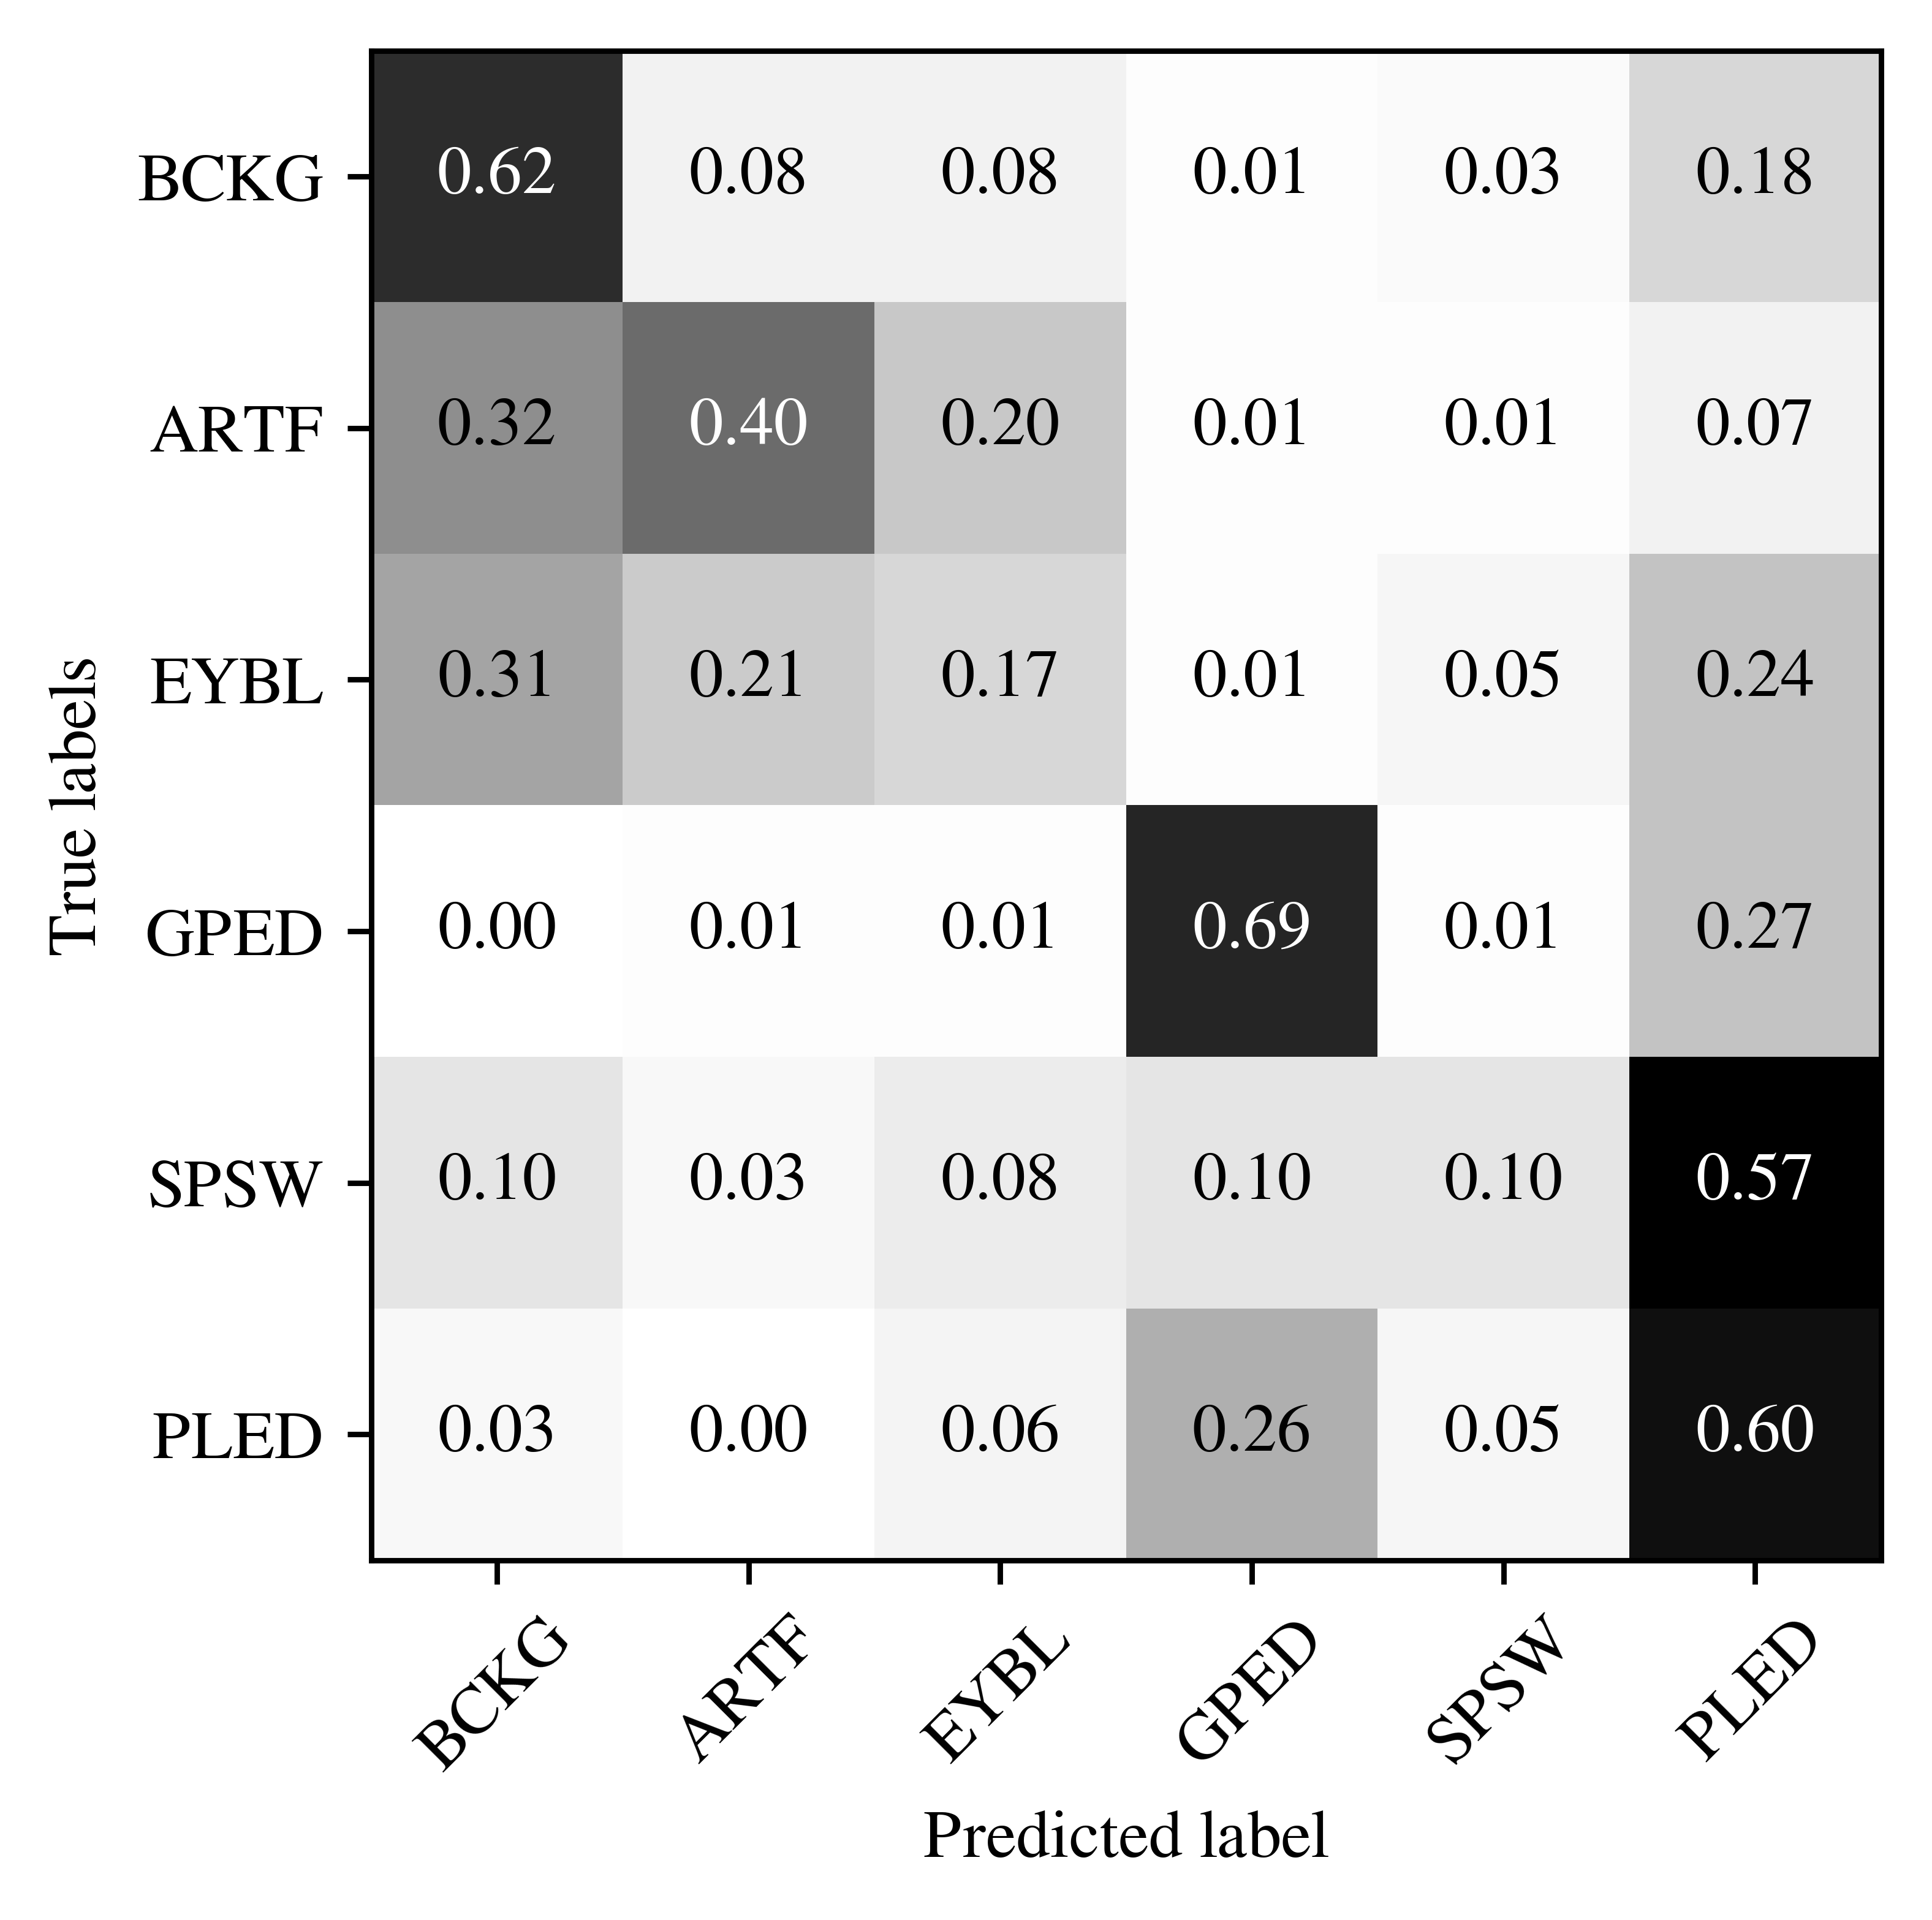 BCKG 0.62 0.08 0.08 0.01 0.03 0.18
ARTF 0.32 0.40 0.20 0.01 0.01 0.07
EYBL 0.31 0.21 0.17 0.01 0.05 0.24
GPED 0.00 0.01 0.01 0.69 0.01 0.27
SPSW 0.10 0.03 0.08 0.10 0.10 0.57
PLED 0.03 0.00 0.06 0.26 0.05 0.60
True labels
BCKG ARTF EYBL GPED SPSW PLED
Predicted label